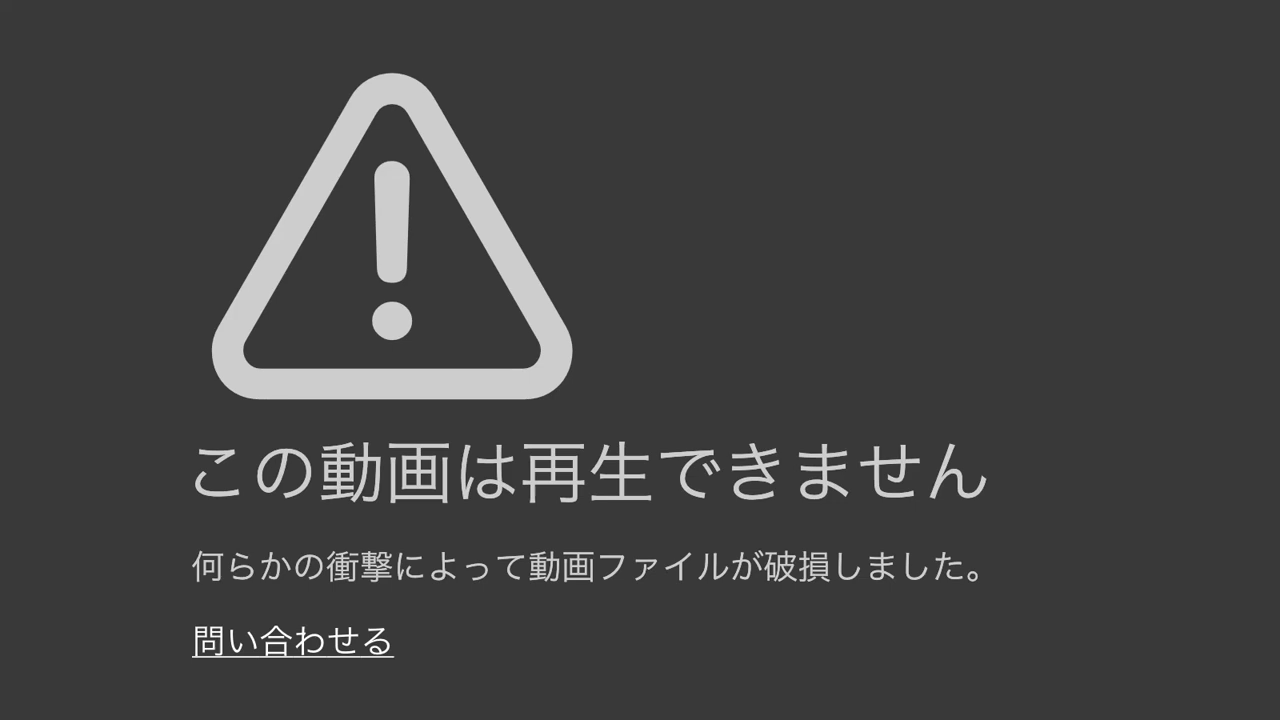 この動画は再生できません
何らかの衝撃によって動画ファイルが破損しました。
問い合わせる